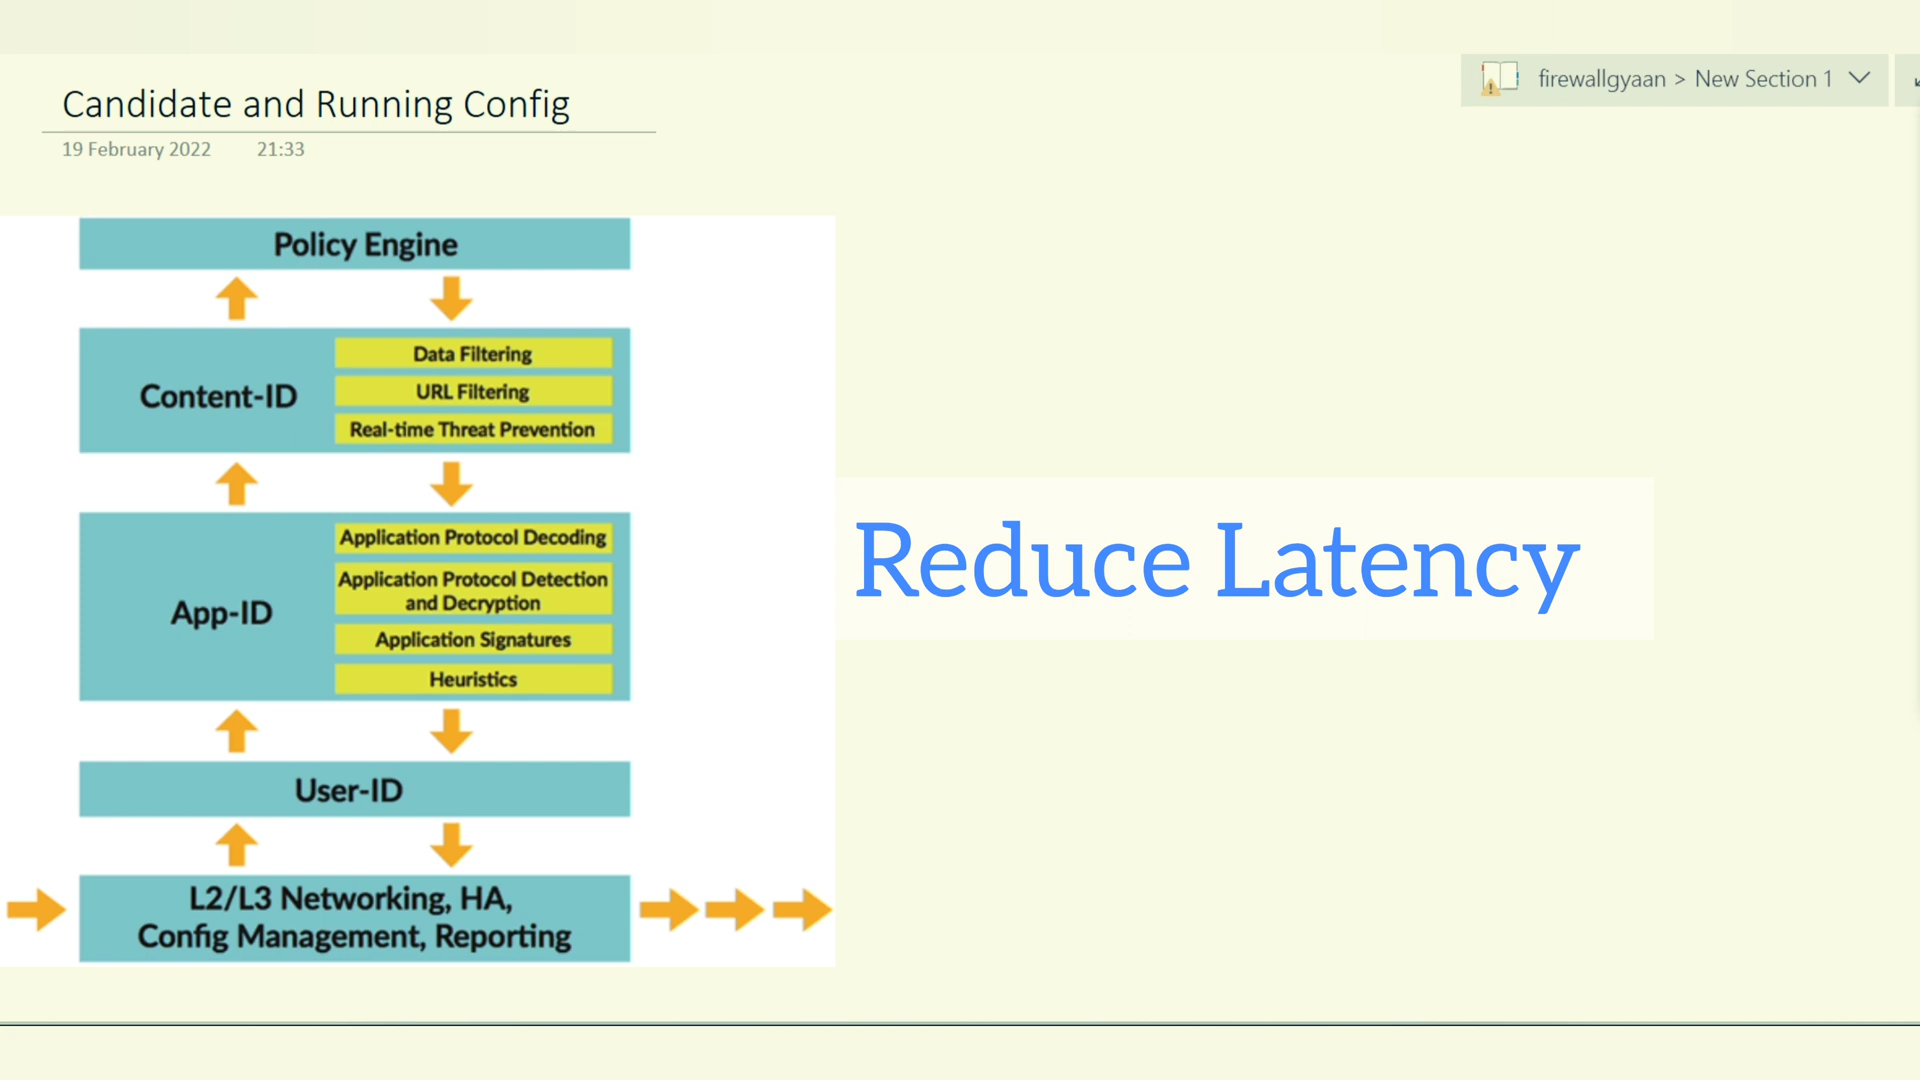 firewallgyaan > New Section 1
Candidate and Running Config
19 February 2022 21:33
Policy Engine
Content-ID
Data Filtering
URL Filtering
Real-time Threat Prevention
App-ID
Application Protocol Decoding
Application Protocol Detection
and Decryption
Application Signatures
Heuristics
User-ID
L2/L3 Networking, HA,
Config Management, Reporting
Reduce Latency